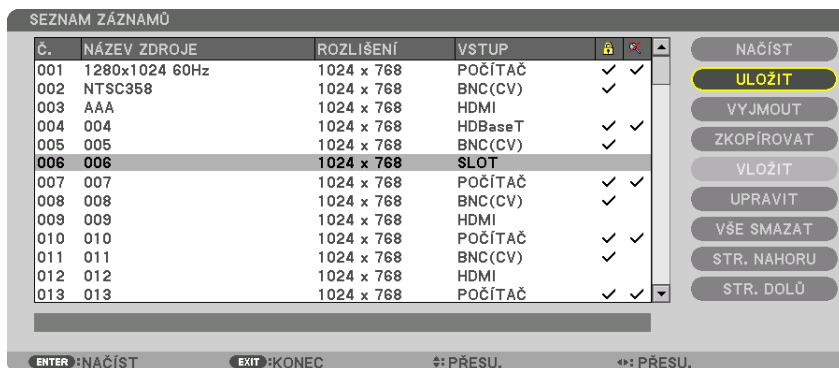 SEZNAM ZÁZNAMŮ
Č. NÁZEV ZDROJE ROZLIŠENÍ VSTUP
001 1280x1024 60Hz 1024 x 768 POČÍTAČ ✓ ✓
002 NTSC358 1024 x 768 BNC(CV) ✓
003 AAA 1024 x 768 HDMI
004 004 1024 x 768 HDBaseT ✓ ✓
005 005 1024 x 768 BNC(CV) ✓
006 006 1024 x 768 SLOT
007 007 1024 x 768 POČÍTAČ ✓ ✓
008 008 1024 x 768 BNC(CV) ✓
009 009 1024 x 768 HDMI
010 010 1024 x 768 POČÍTAČ ✓ ✓
011 011 1024 x 768 BNC(CV) ✓
012 012 1024 x 768 HDMI
013 013 1024 x 768 POČÍTAČ ✓ ✓
NAČÍST
ULOŽIT
VYJMOUT
ZKOPÍROVAT
VLOŽIT
UPRAVIT
VŠE SMAZAT
STR. NAHORU
STR. DOLŮ
ENTER :NAČÍST EXIT :KONEC :PŘESU. :PŘESU.